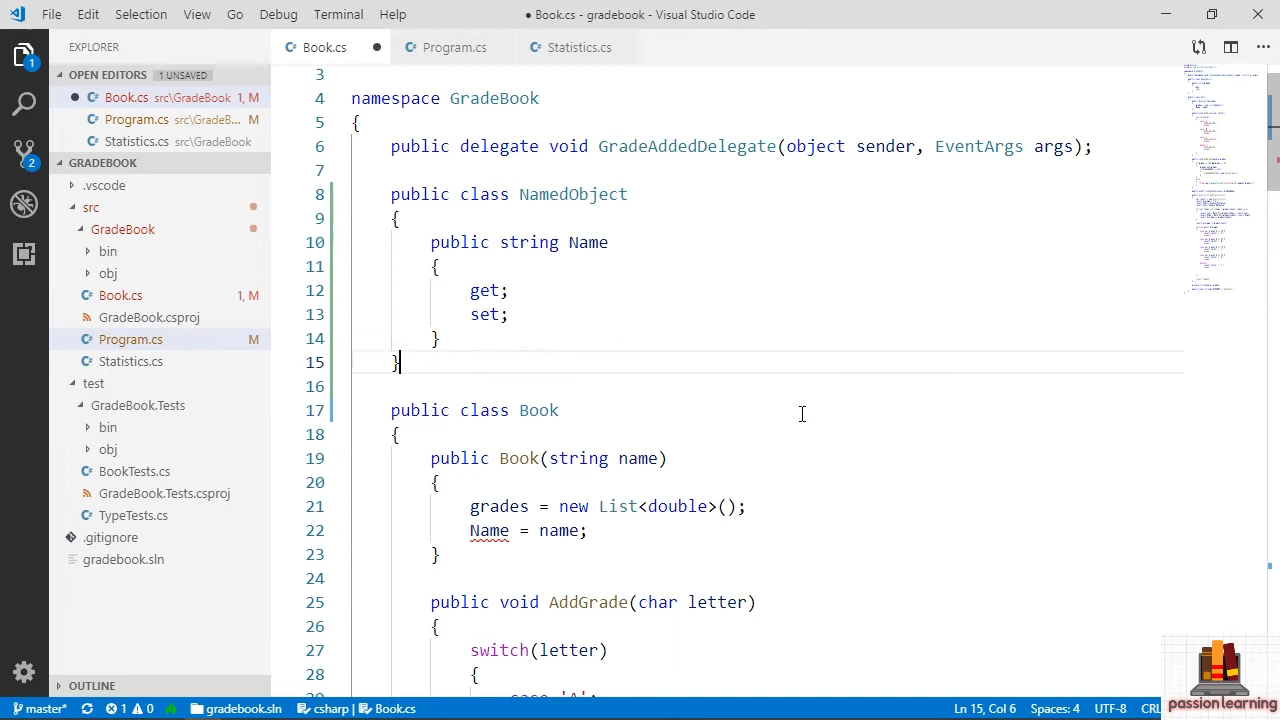 File Edit Selection View Go Debug Terminal Help
● Book.cs - gradebook - Visual Studio Code
EXPLORER
OPEN EDITORS 1 UNSAVED
Book.cs src\GradeBook 1, M
Program.cs src\GradeB... M
Statistics.cs src\GradeBook
GRADEBOOK
.vscode
GradeBook
bin
obj
Book.cs 1, M
GradeBook.csproj
Program.cs M
Statistics.cs
test
GradeBook.Tests
bin
obj
BookTests.cs
GradeBook.Tests.csproj
TypeTests.cs
.gitignore
gradebook.sln
OUTLINE
1
2
Book.cs ● Program.cs Statistics.cs
3
4 namespace GradeBook
5 {
6 public delegate void GradeAddedDelegate(object sender, EventArgs args);
7
8 public class NamedObject
9 {
10 public string Name
11 {
12 get;
13 set;
14 }
15 }
16
17 public class Book
18 {
19 public Book(string name)
20 {
21 grades = new List<double>();
22 Name = name;
23 }
24
25 public void AddGrade(char letter)
26 {
27 switch(letter)
28 {
29 case 'A':
passion learning
master* 1 0 gradebook.sln csharp | Book.cs Ln 15, Col 6 Spaces: 4 UTF-8 CRL